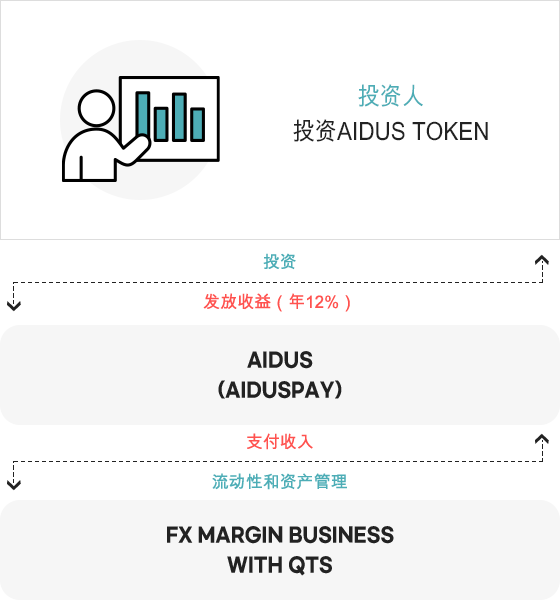 投资人
投资AIDUS TOKEN
投资
发放收益（年12%）
AIDUS
(AIDUSPAY)
支付收入
流动性和资产管理
FX MARGIN BUSINESS
WITH QTS